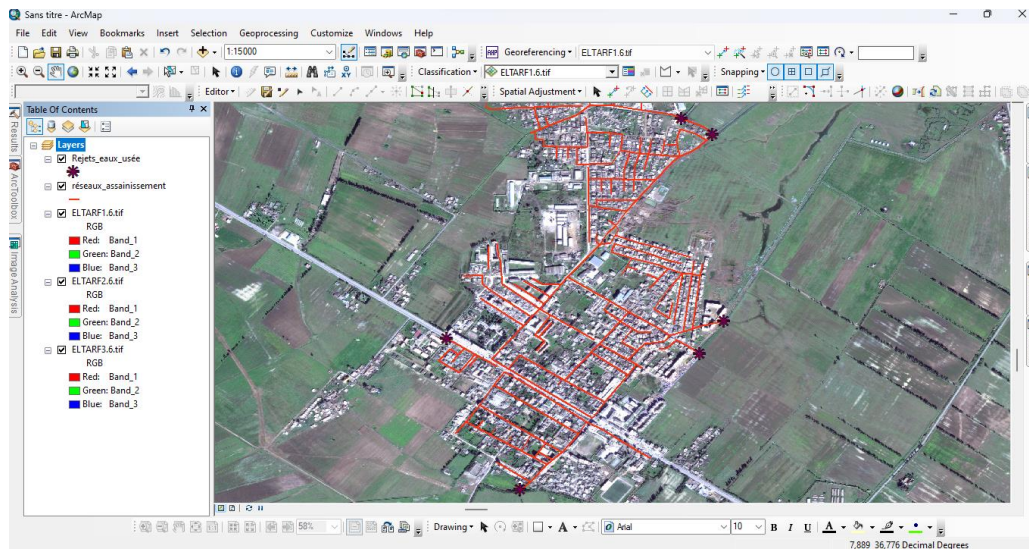 Sans titre - ArcMap
File Edit View Bookmarks Insert Selection Geoprocessing Customize Windows Help
1:15000 Georeferencing ELTARF1.6.tif
Classification ELTARF1.6.tif Snapping
Editor Spatial Adjustment
Table Of Contents
Results
ArcToolbox
Image Analysis
Layers
Rejets_eaux_usée
réseaux_assainissement
ELTARF1.6.tif
RGB
Red: Band_1
Green: Band_2
Blue: Band_3
ELTARF2.6.tif
RGB
Red: Band_1
Green: Band_2
Blue: Band_3
ELTARF3.6.tif
RGB
Red: Band_1
Green: Band_2
Blue: Band_3
58% Drawing A Arial 10 B I U A
7,889 36,776 Decimal Degrees